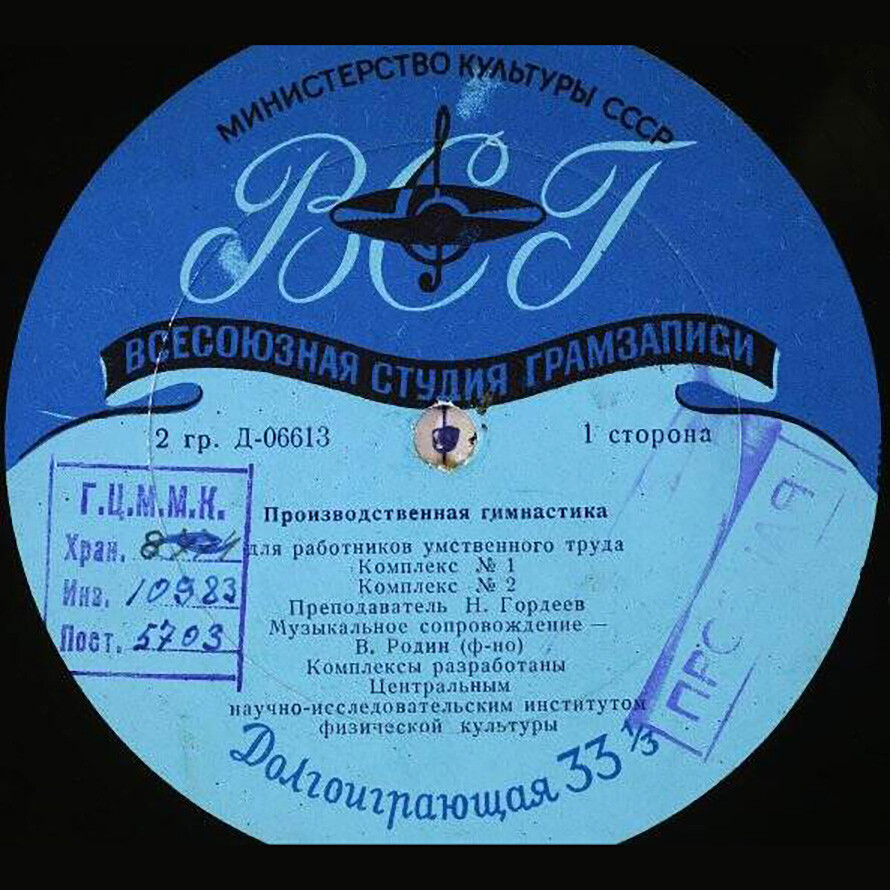 МИНИСТЕРСТВО КУЛЬТУРЫ СССР
ВСГ
ВСЕСОЮЗНАЯ СТУДИЯ ГРАМЗАПИСИ
2 гр. Д-06613
1 сторона
Г.Ц.М.М.К.
Хран.
Инв. 10983
Пост. 5703
Производственная гимнастика
для работников умственного труда
Комплекс № 1
Комплекс № 2
Преподаватель Н. Гордеев
Музыкальное сопровождение —
В. Родин (ф-но)
Комплексы разработаны
Центральным
научно-исследовательским институтом
физической культуры
Долгоиграющая 33 1/3